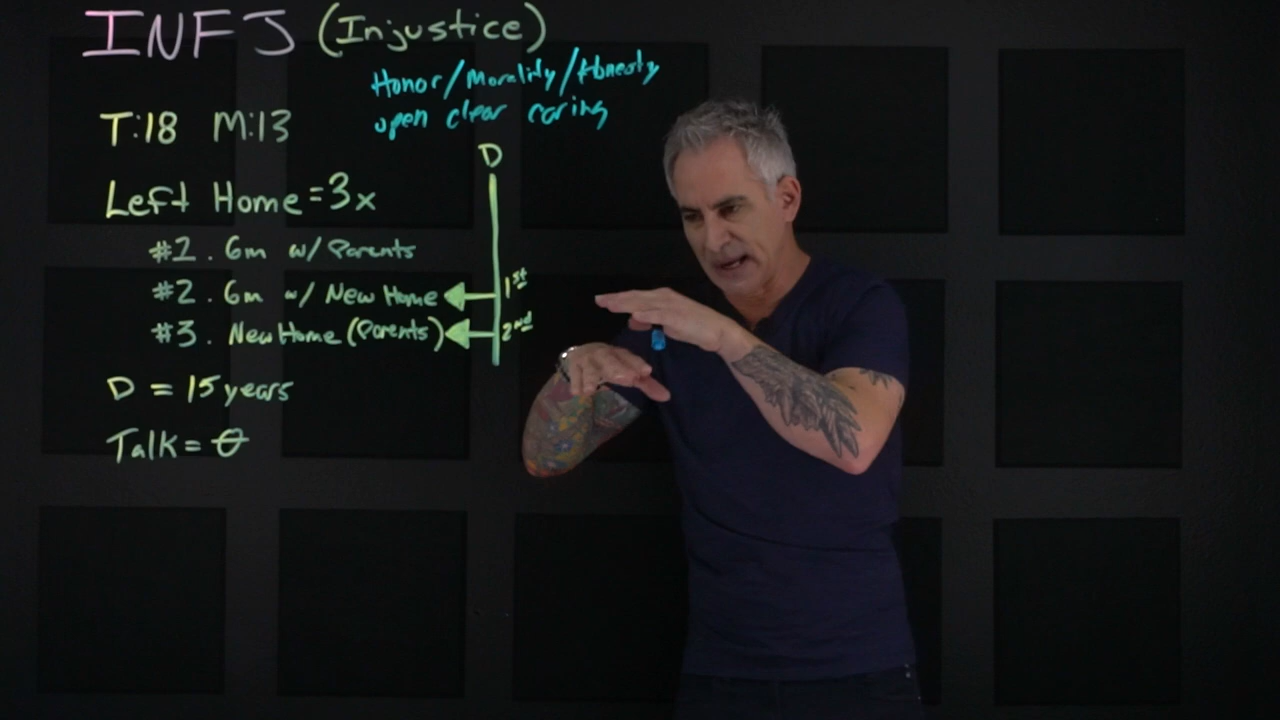 INFJ (Injustice)
Honor/Morality/Honesty
open clear caring
T:18 M:13
D
Left Home=3x
#2. 6m w/ Parents
#2. 6m w/ New Home
1st
#3. New Home (Parents)
2nd
D = 15 years
Talk = 0